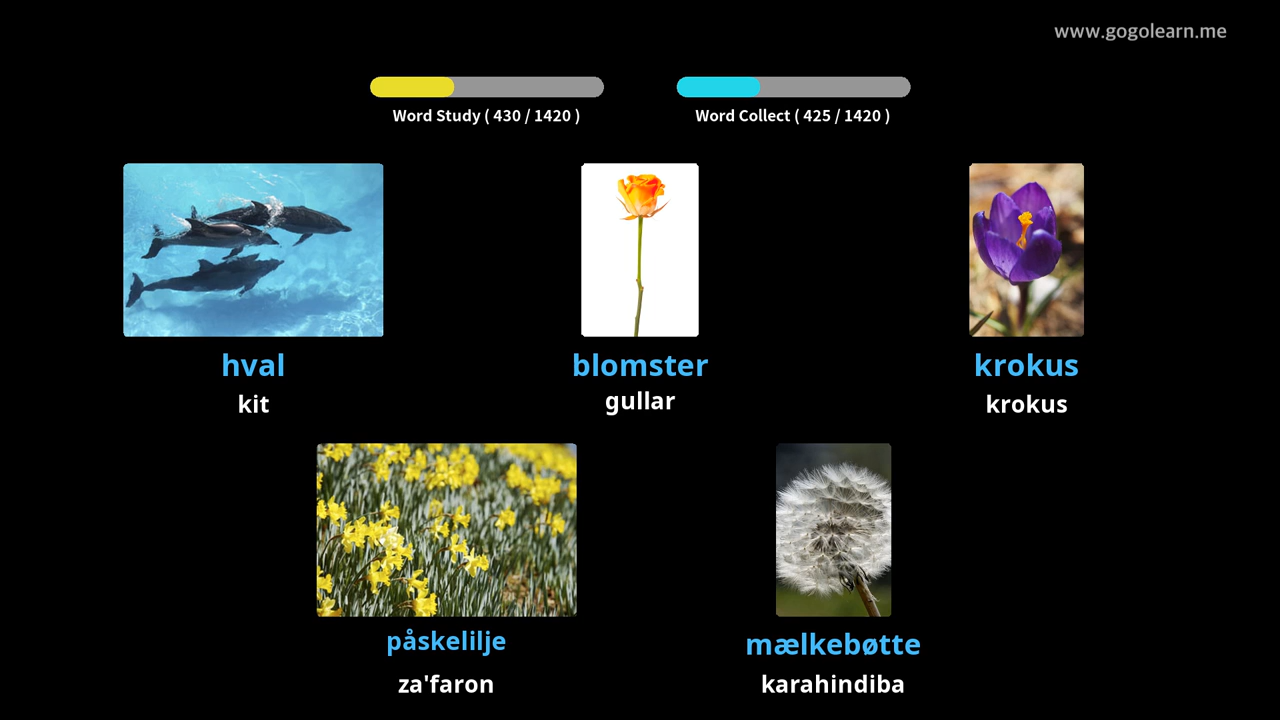 www.gogolearn.me
Word Study ( 430 / 1420 )
Word Collect ( 425 / 1420 )
hval
kit
blomster
gullar
krokus
krokus
påskelilje
za'faron
mælkebøtte
karahindiba